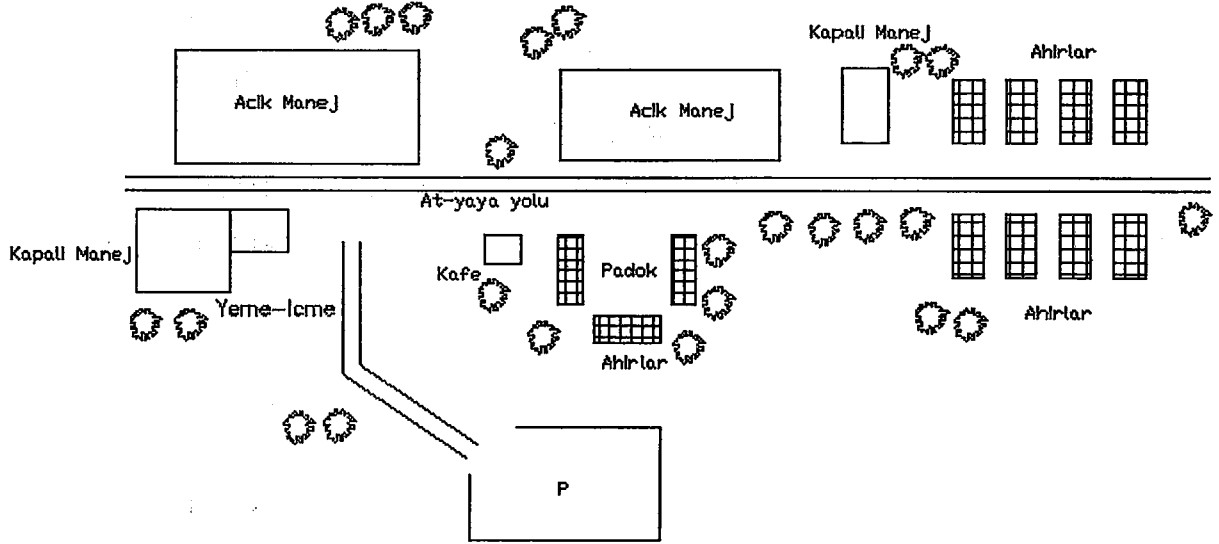 Kapali Manej
Ahirlar
Acik Manej
Acik Manej
At-yaya yolu
Kapali Manej
Kafe
Padok
Yeme-Icme
Ahirlar
Ahirlar
P